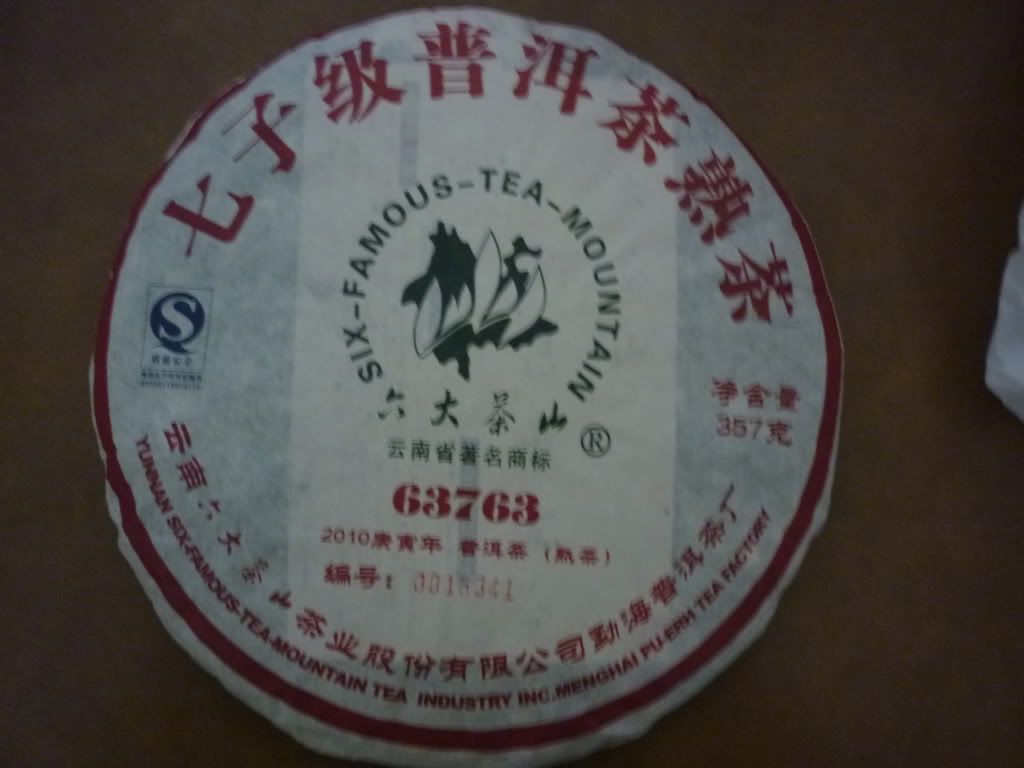 七子级普洱茶熟茶
SIX-FAMOUS-TEA-MOUNTAIN
六大茶山
®
云南省著名商标
净含量
357克
63763
2010庚寅年 普洱茶（熟茶）
编号: 0018341
云南六大茶山茶业股份有限公司勐海普洱茶厂
YUNNAN SIX-FAMOUS-TEA-MOUNTAIN TEA INDUSTRY INC.MENGHAI PU-ERH TEA FACTORY